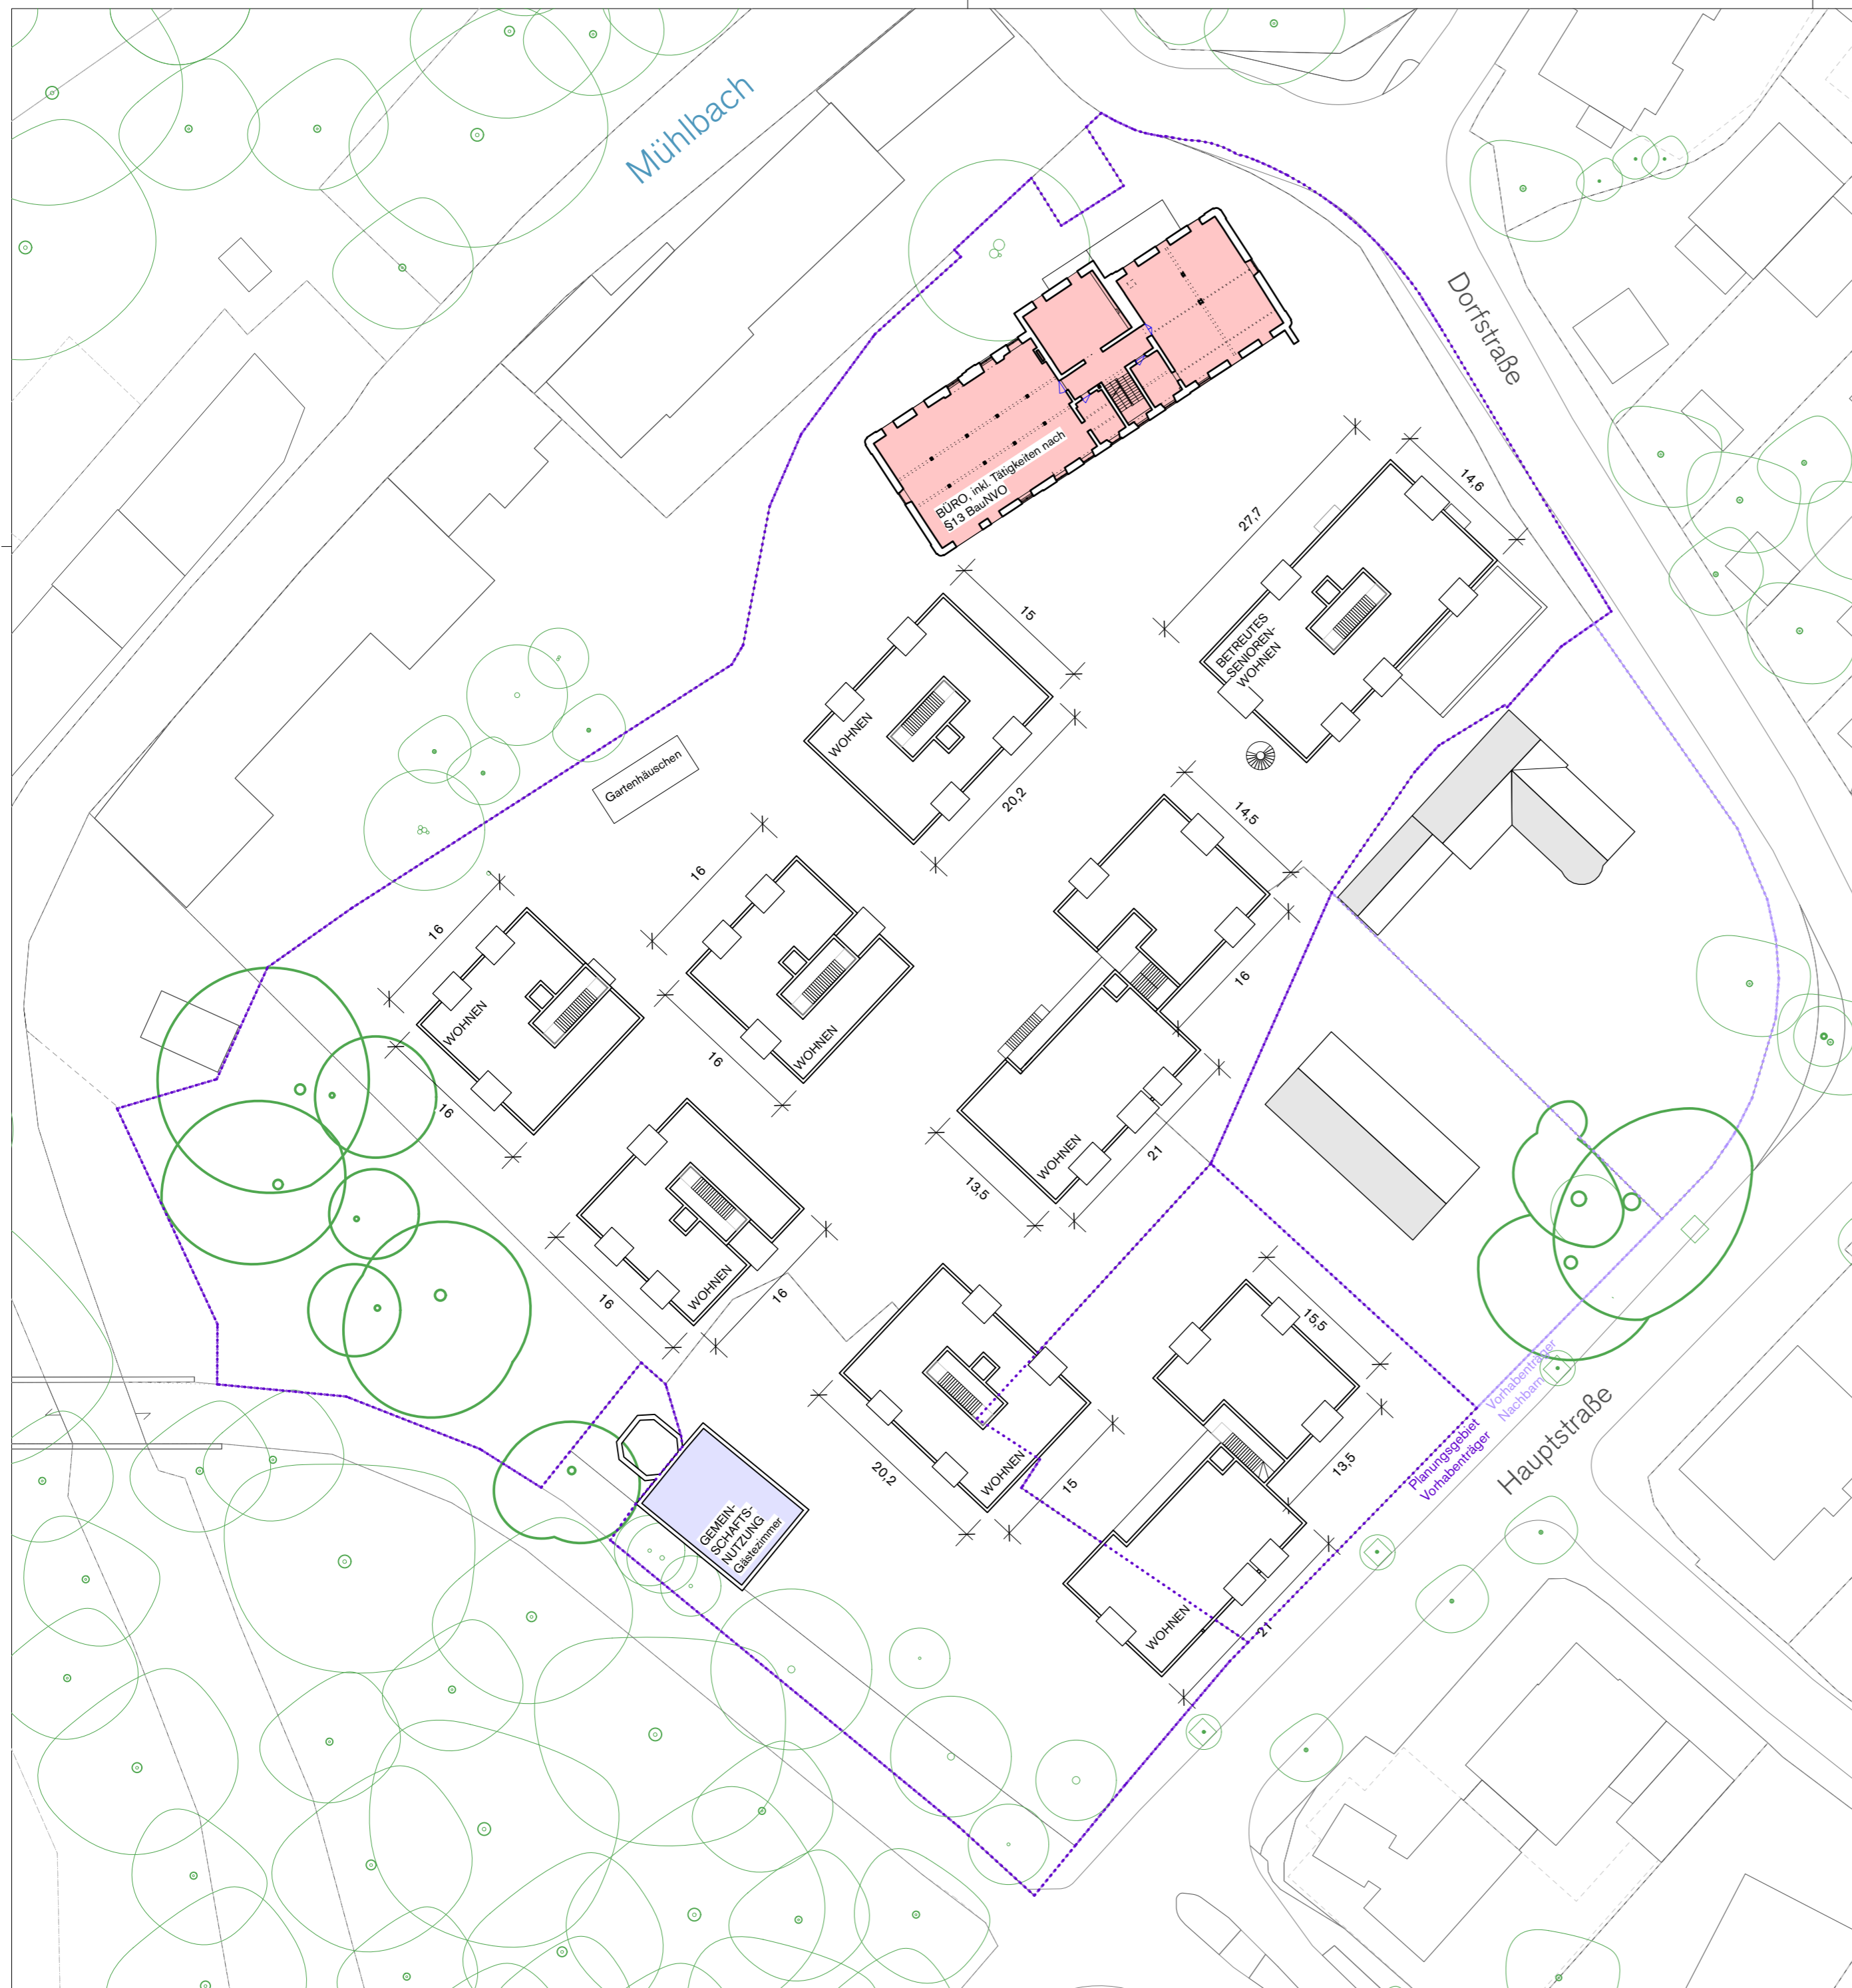 Mühlbach
Dorfstraße
BÜRO, inkl. Tätigkeiten nach
§13 BauNVO
14,6
27,7
BETREUTES
SENIOREN-
WOHNEN
15
WOHNEN
20,2
Gartenhäuschen
14,5
16
16
WOHNEN
16
16
WOHNEN
16
16
WOHNEN
21
13,5
WOHNEN
16
16
15,5
13,5
WOHNEN
20,2
15
WOHNEN
21
GEMEIN-
SCHAFTS-
NUTZUNG
Gästezimmer
Vorhabenträger
Nachbarn
Planungsgebiet
Vorhabenträger
Hauptstraße